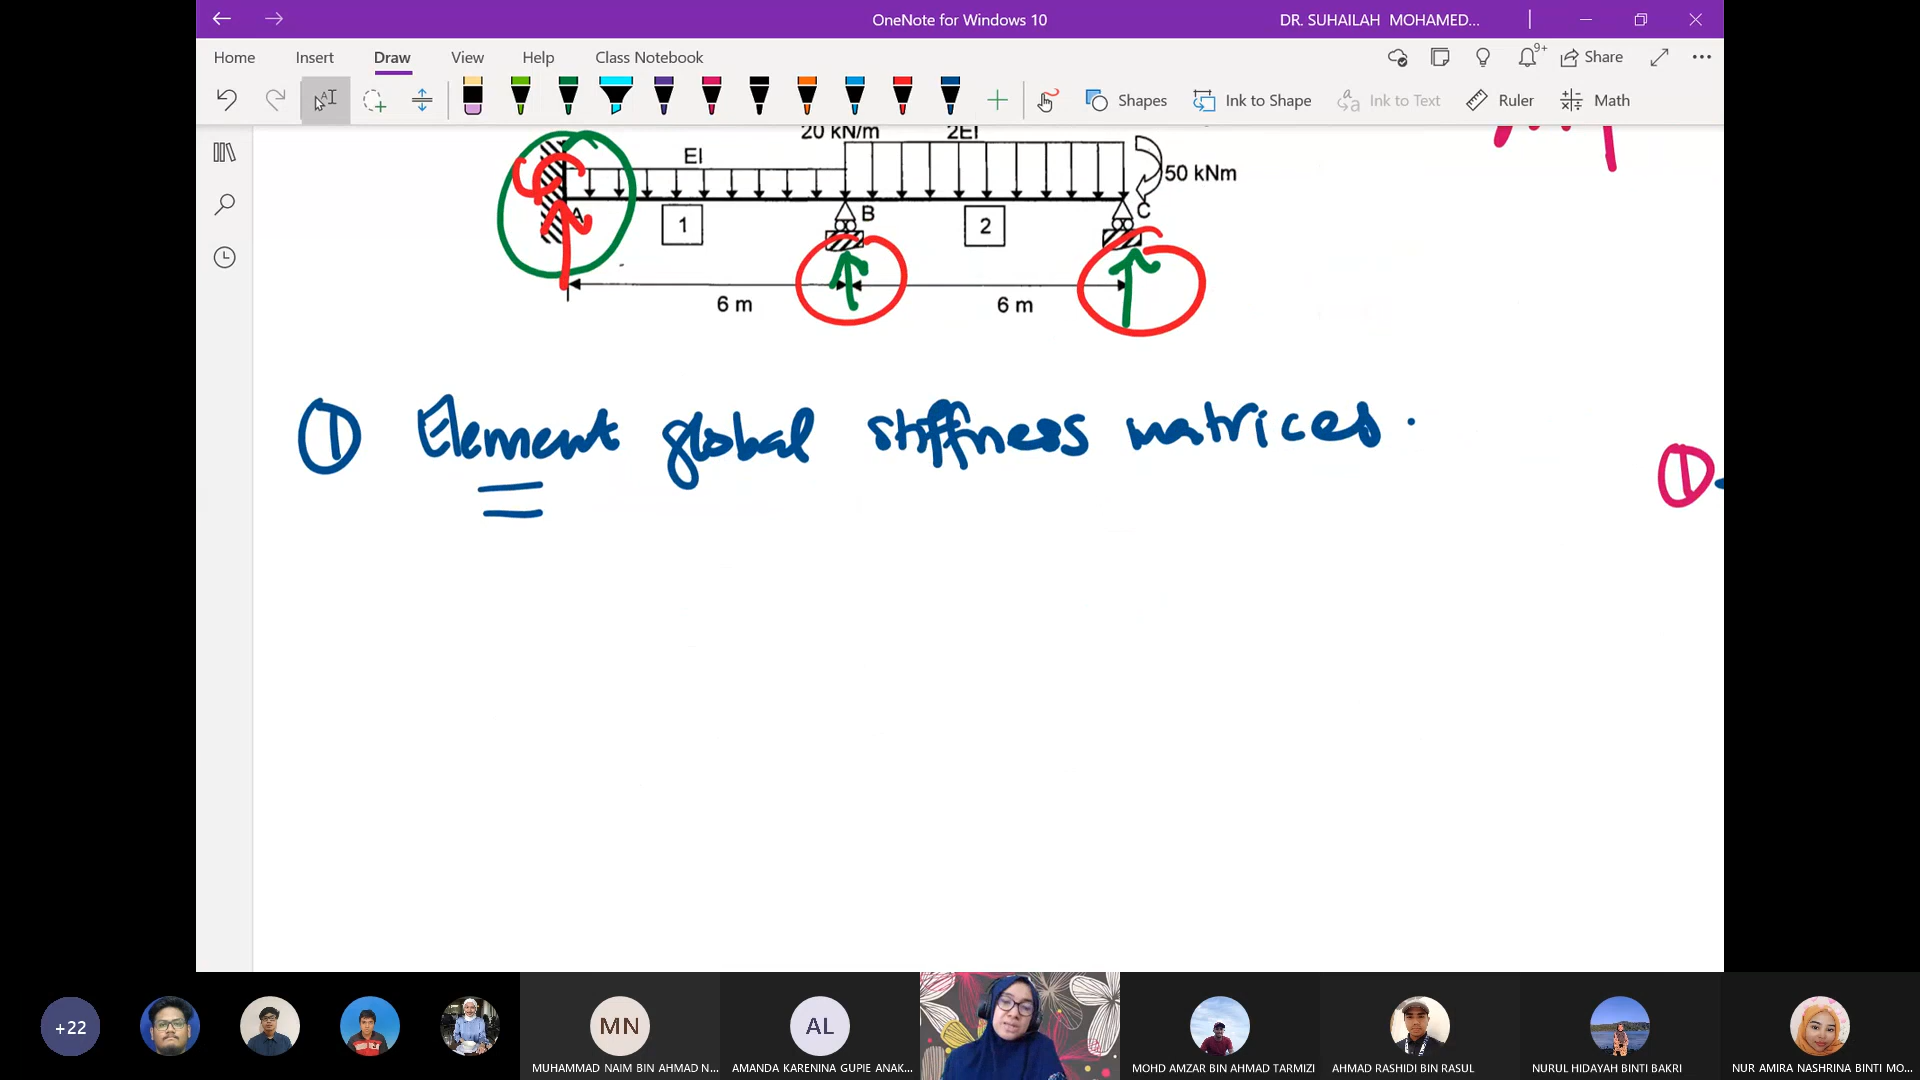 OneNote for Windows 10
DR. SUHAILAH MOHAMED...
Home Insert Draw View Help Class Notebook
9+
Share
Shapes Ink to Shape Ink to Text Ruler Math
20 kN/m 2EI
EI
50 kNm
A B C
1 2
6 m 6 m
① Element global stiffness matrices.
①
+22
MN
AL
MUHAMMAD NAIM BIN AHMAD N...
AMANDA KARENINA GUPIE ANAK...
MOHD AMZAR BIN AHMAD TARMIZI
AHMAD RASHIDI BIN RASUL
NURUL HIDAYAH BINTI BAKRI
NUR AMIRA NASHRINA BINTI MO...